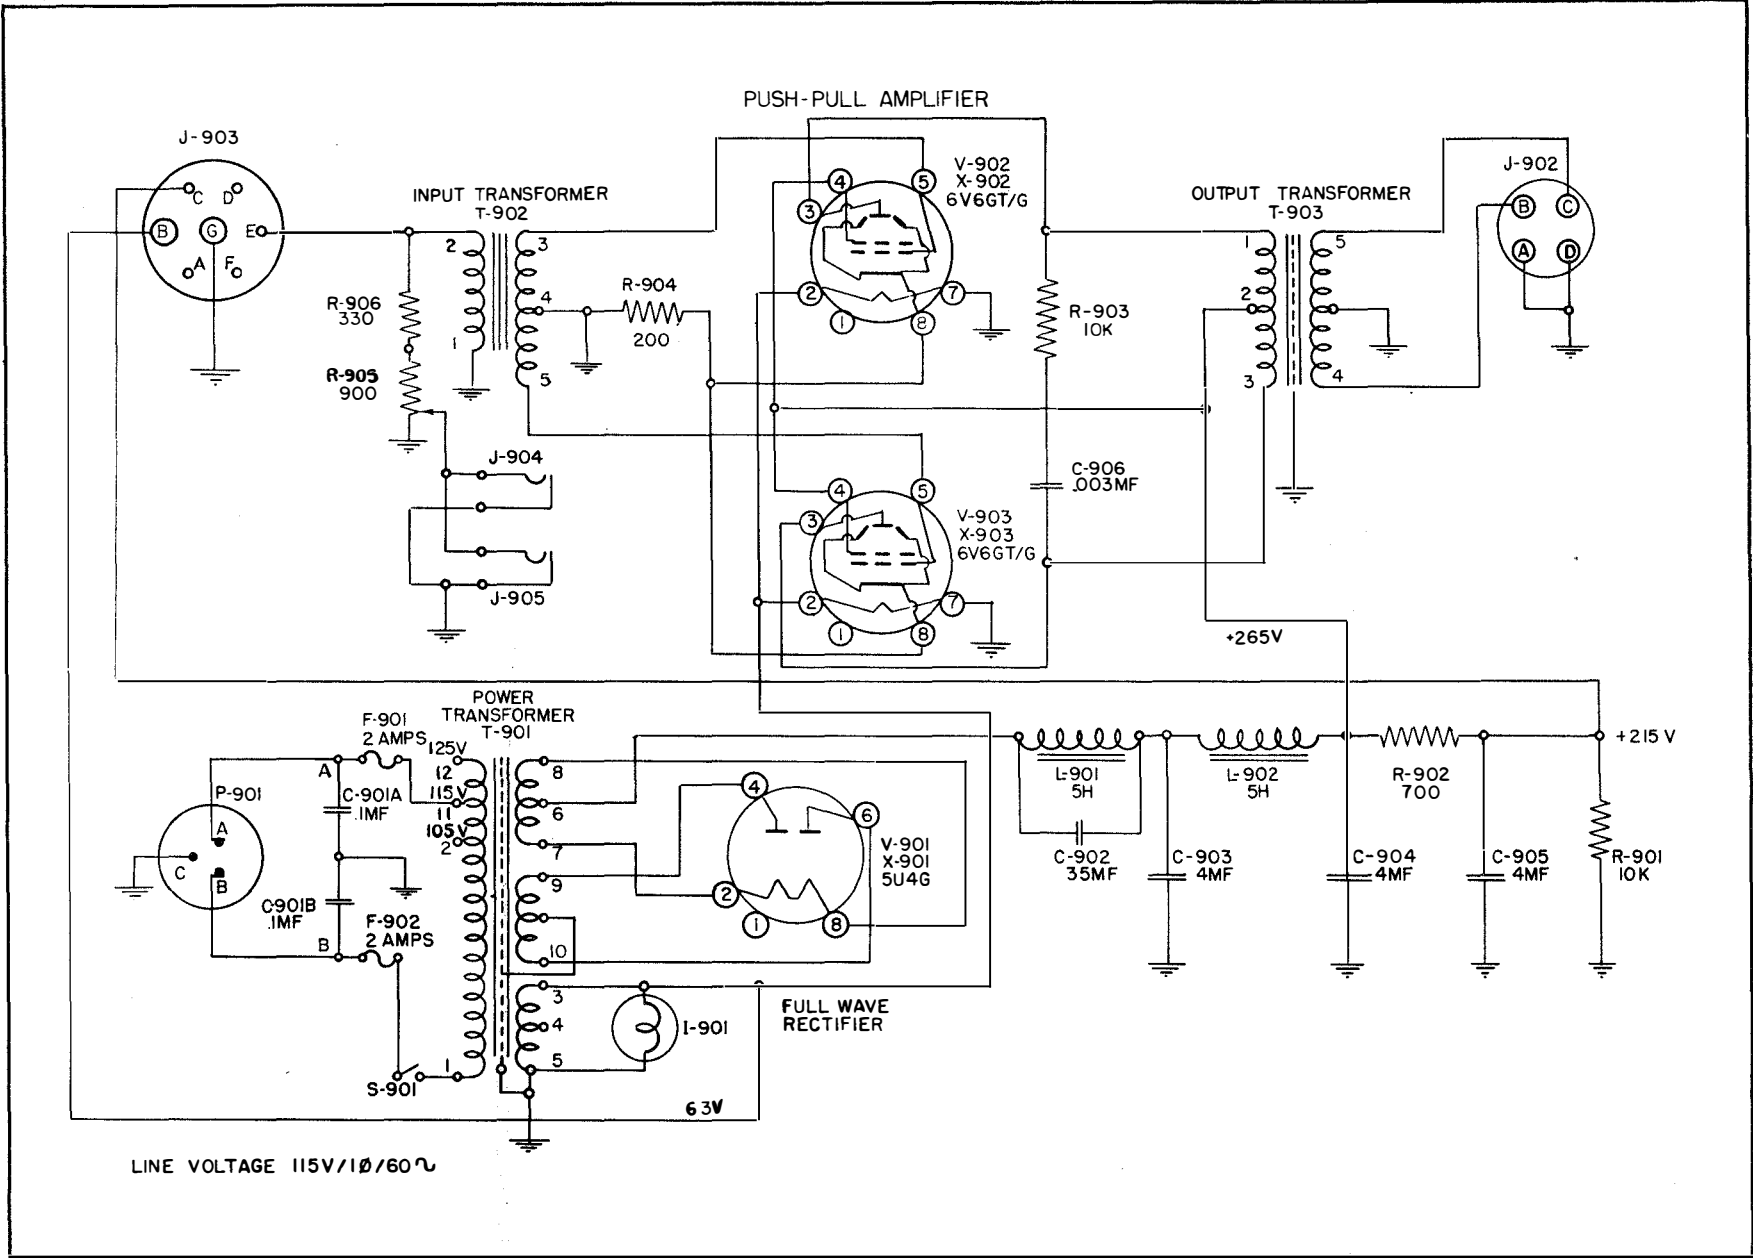 PUSH-PULL AMPLIFIER
J-903
C D
B G E
A F
INPUT TRANSFORMER
T-902
2 3
4
1 5
R-906
330
R-905
900
R-904
200
V-902
X-902
6V6GT/G
4 5
3
2 7
1 8
R-903
10K
OUTPUT TRANSFORMER
T-903
1 5
2
3 4
J-902
B C
A D
J-904
J-905
C-906
.003MF
V-903
X-903
6V6GT/G
4 5
3
2 7
1 8
+265V
POWER
TRANSFORMER
T-901
F-901
2 AMPS
125V
12
115V
11
105V
2
1
8
6
7
9
10
3
4
5
P-901
A
C
B
A
C-901A
.1MF
C-901B
.1MF
B
F-902
2 AMPS
S-901
4
6
2
1 8
V-901
X-901
5U4G
FULL WAVE
RECTIFIER
I-901
L-901
5H
L-902
5H
R-902
700
+215V
C-902
.35MF
C-903
4MF
C-904
4MF
C-905
4MF
R-901
10K
6 3V
LINE VOLTAGE 115V/1Ø/60∿